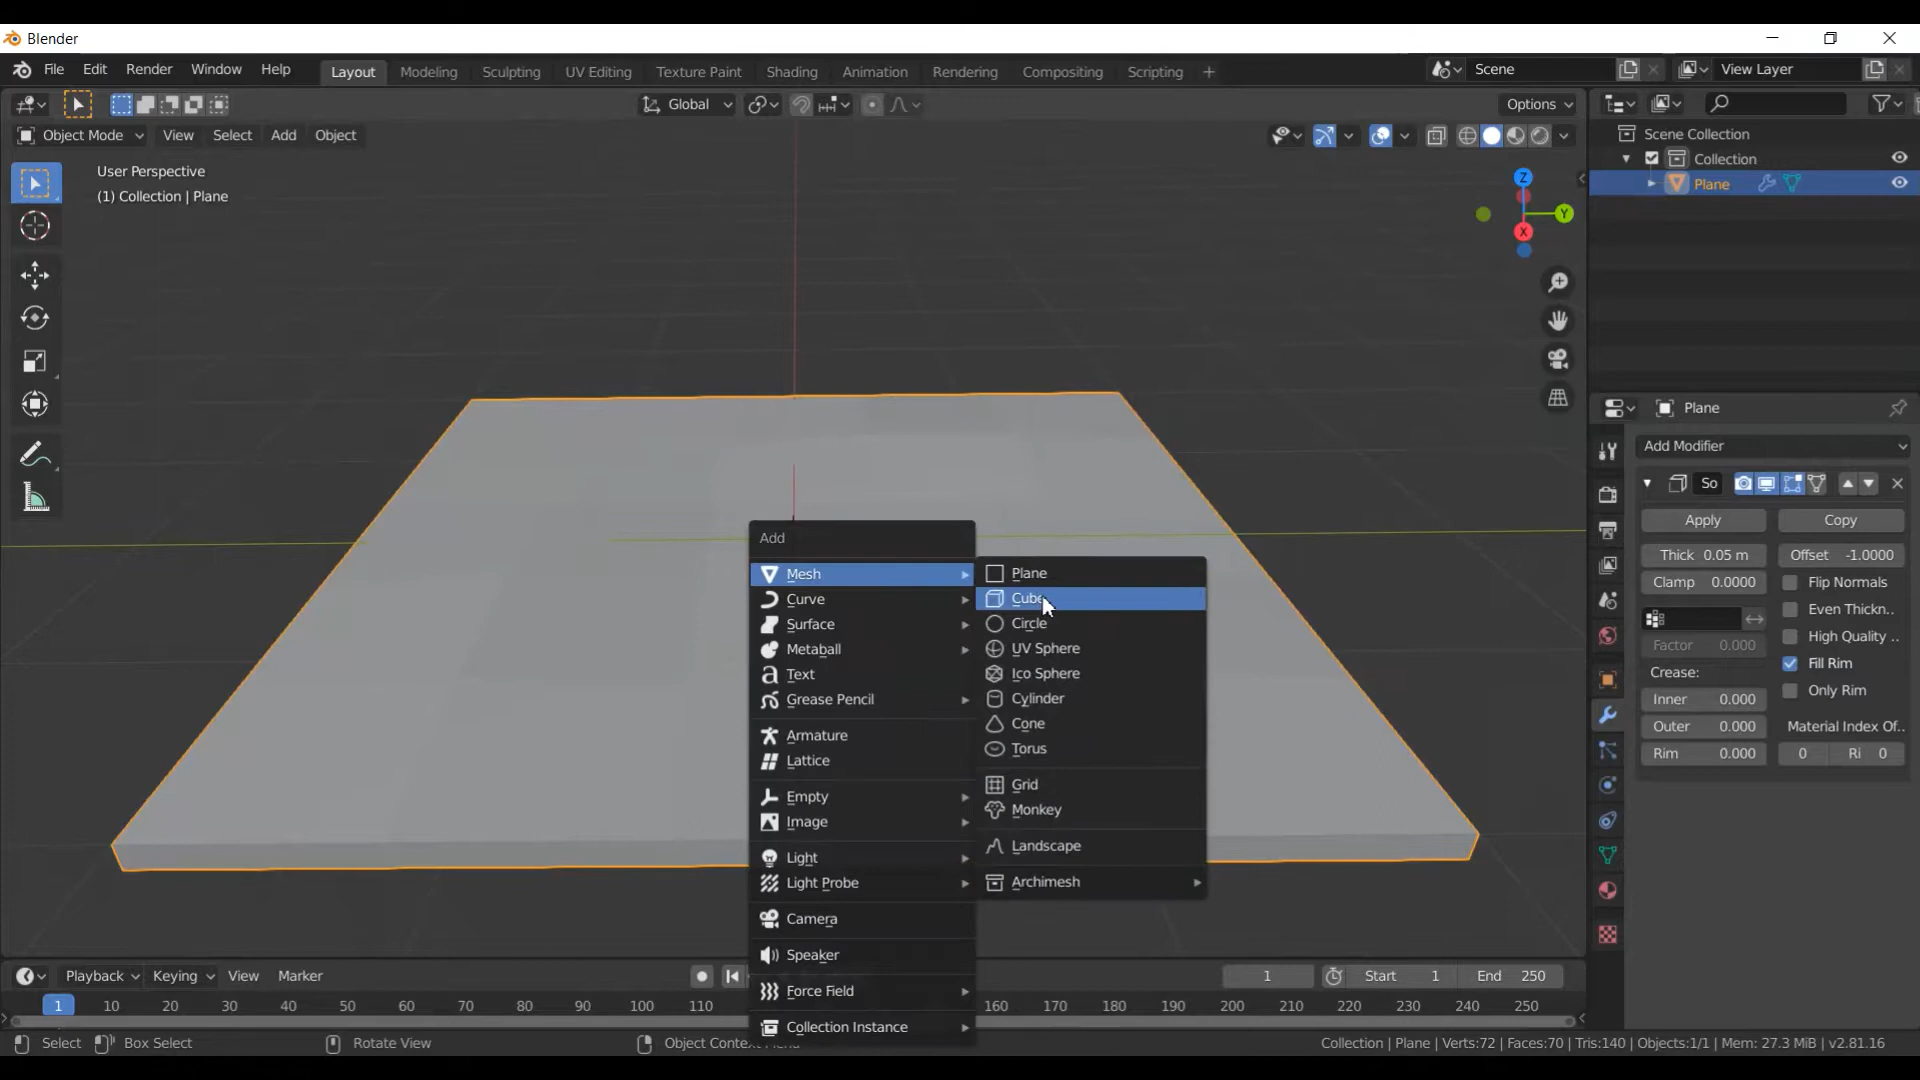 Blender
File Edit Render Window Help Layout Modeling Sculpting UV Editing Texture Paint Shading Animation Rendering Compositing Scripting + Scene View Layer
Global Options
Object Mode View Select Add Object
User Perspective
(1) Collection | Plane
Z
Y
X
Scene Collection
Collection
Plane
Plane
Add Modifier
So
Apply Copy
Thick 0.05 m Offset -1.0000
Clamp 0.0000 Flip Normals
Even Thickn..
Factor 0.000 High Quality ..
Crease: Fill Rim
Inner 0.000 Only Rim
Outer 0.000 Material Index Of..
Rim 0.000 0 Ri 0
Add
Mesh
Curve
Surface
Metaball
Text
Grease Pencil
Armature
Lattice
Empty
Image
Light
Light Probe
Camera
Speaker
Force Field
Collection Instance
Plane
Cube
Circle
UV Sphere
Ico Sphere
Cylinder
Cone
Torus
Grid
Monkey
Landscape
Archimesh
Playback Keying View Marker 1 Start 1 End 250
1 10 20 30 40 50 60 70 80 90 100 110 160 170 180 190 200 210 220 230 240 250
Select Box Select Rotate View Object Context Menu Collection | Plane | Verts:72 | Faces:70 | Tris:140 | Objects:1/1 | Mem: 27.3 MiB | v2.81.16